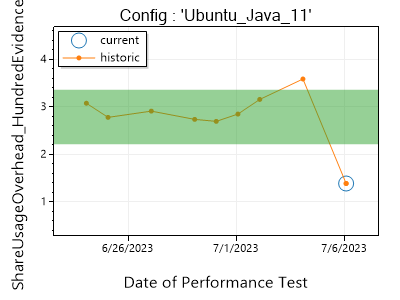 Config : 'Ubuntu_Java_11'
current
historic
4
3
2
1
ShareUsageOverhead_HundredEvidence
6/26/2023
7/1/2023
7/6/2023
Date of Performance Test